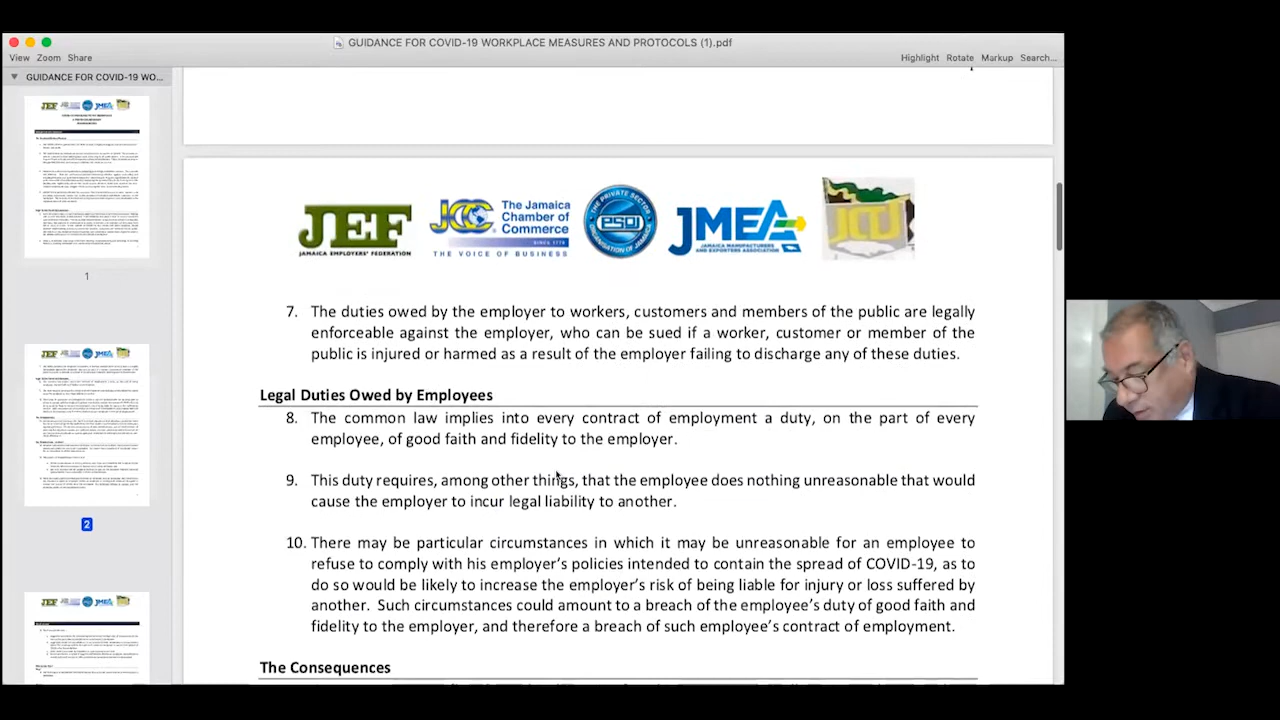 GUIDANCE FOR COVID-19 WORKPLACE MEASURES AND PROTOCOLS (1).pdf
View Zoom Share
Highlight Rotate Markup Search...
GUIDANCE FOR COVID-19 WO...
JEF
JAMAICA EMPLOYERS' FEDERATION
JCC
The Jamaica
Chamber of
Commerce
SINCE 1779
THE VOICE OF BUSINESS
THE PRIVATE SECTOR
ORGANISATION OF JAMAICA
JMEA
JAMAICA MANUFACTURERS
AND EXPORTERS ASSOCIATION
7. The duties owed by the employer to workers, customers and members of the public are legally
enforceable against the employer, who can be sued if a worker, customer or member of the
public is injured or harmed as a result of the employer failing to discharge any of these duties.
Legal Duties Owed by Employees
8. The common law implies into each contract of employment a duty on the part of every
employee, of good faith and fidelity to the employer.
9. This duty requires, among other things, that the employee does nothing unreasonable that would
cause the employer to incur legal liability to another.
10. There may be particular circumstances in which it may be unreasonable for an employee to
refuse to comply with his employer's policies intended to contain the spread of COVID-19, as to
do so would be likely to increase the employer's risk of being liable for injury or loss suffered by
another. Such circumstances could amount to a breach of the employee's duty of good faith and
fidelity to the employer, and therefore a breach of such employee's contract of employment
The Consequences
1
2